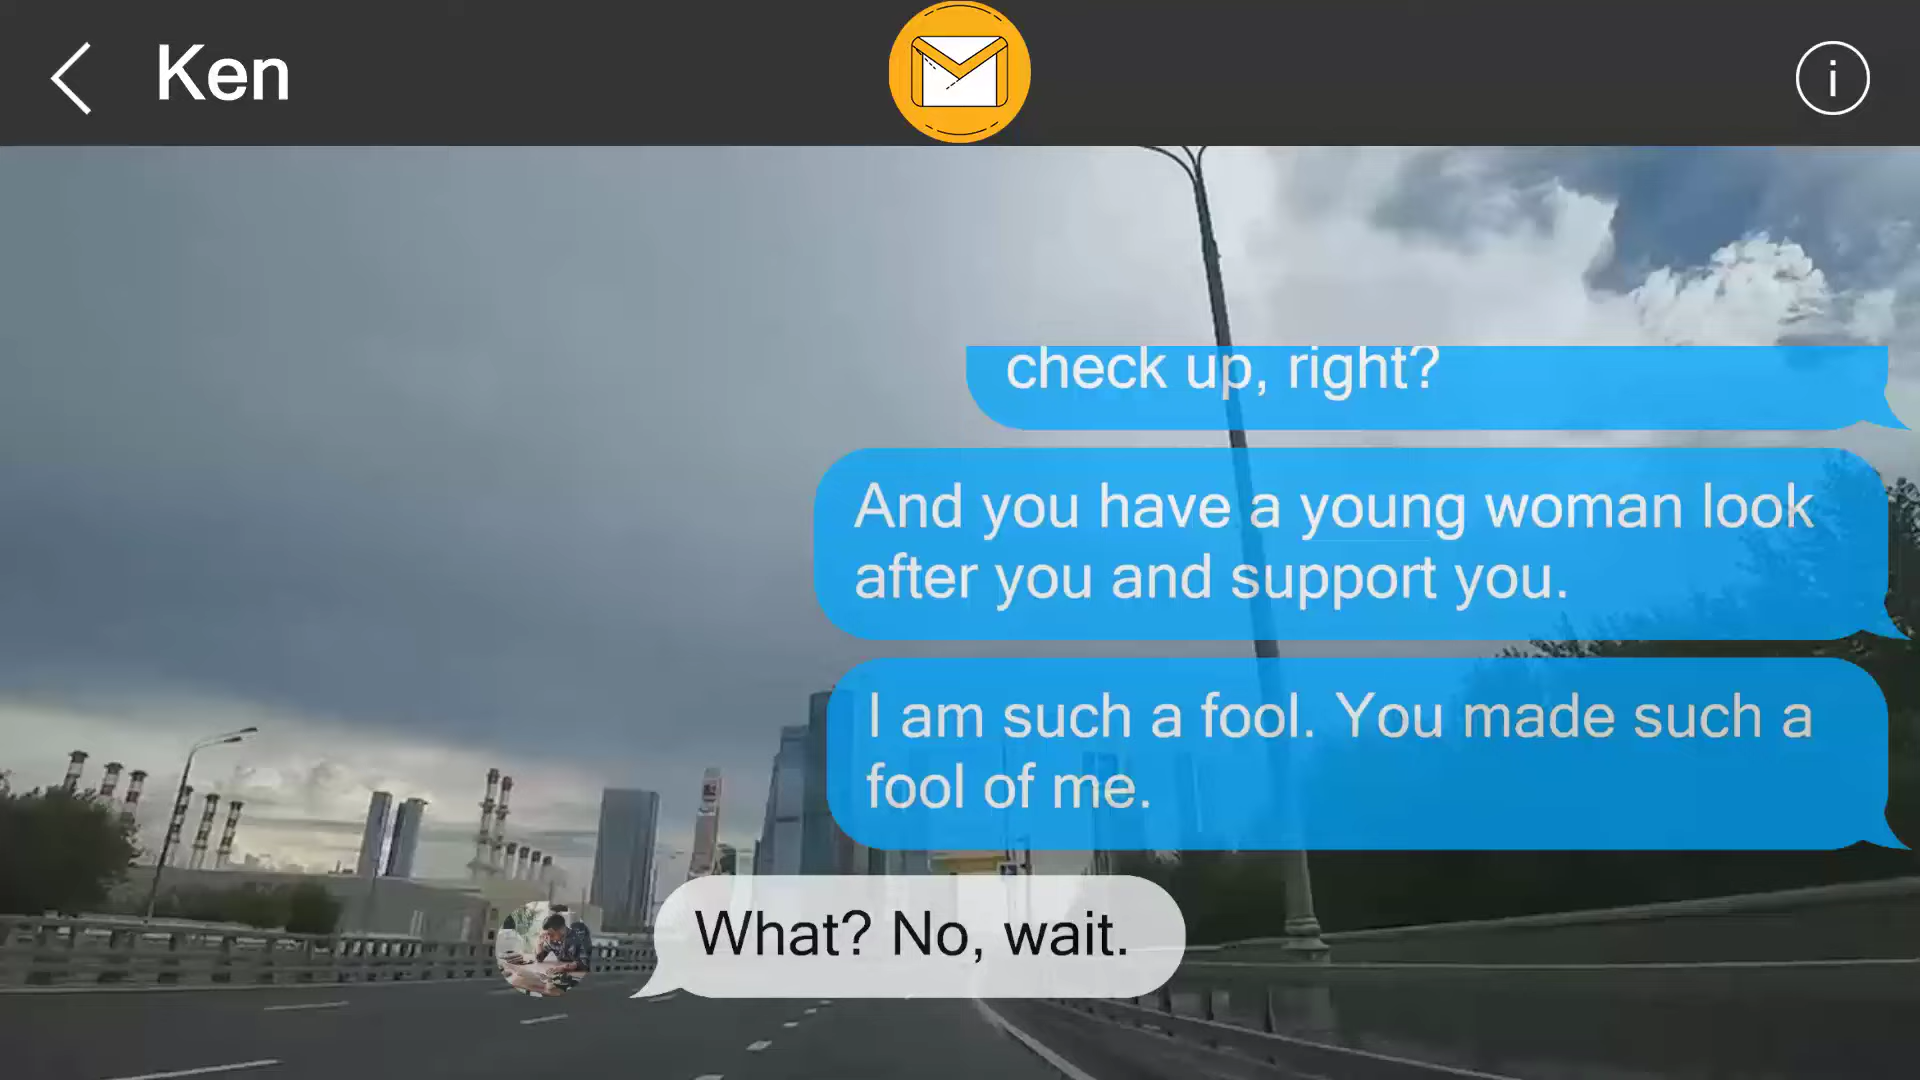 Ken
check up, right?
And you have a young woman look
after you and support you.
I am such a fool. You made such a
fool of me.
What? No, wait.